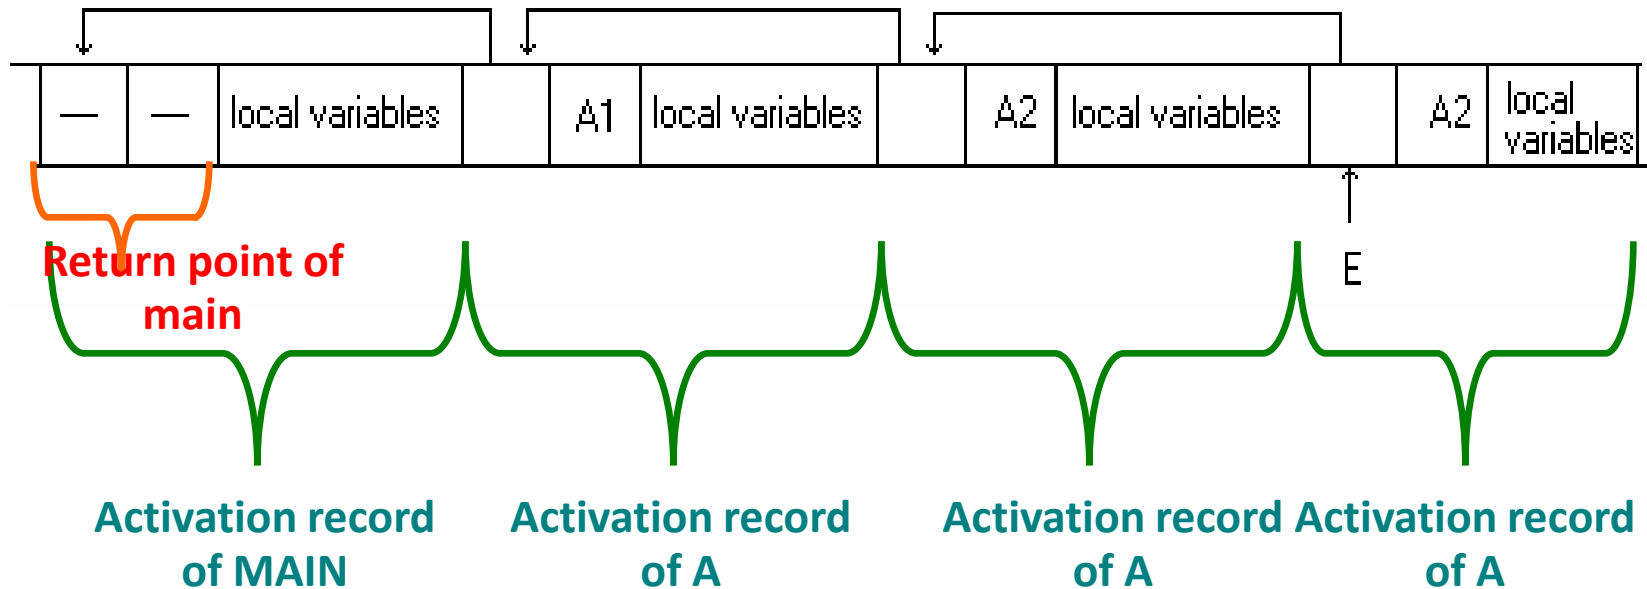 — — local variables A1 local variables A2 local variables A2 local
variables
Return point of
main
E
Activation record
of MAIN
Activation record
of A
Activation record
of A
Activation record
of A